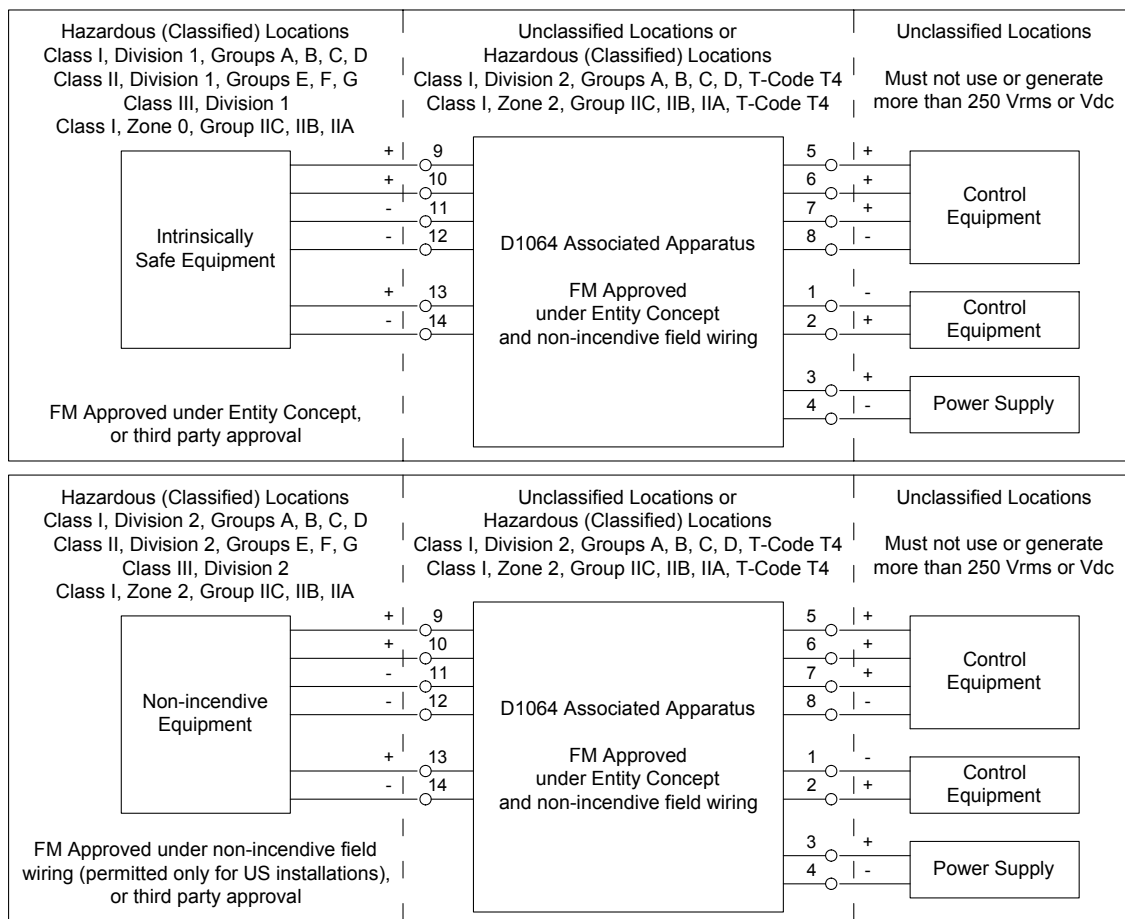 Hazardous (Classified) Locations
Class I, Division 1, Groups A, B, C, D
Class II, Division 1, Groups E, F, G
Class III, Division 1
Class I, Zone 0, Group IIC, IIB, IIA
Unclassified Locations or
Hazardous (Classified) Locations
Class I, Division 2, Groups A, B, C, D, T-Code T4
Class I, Zone 2, Group IIC, IIB, IIA, T-Code T4
Unclassified Locations
Must not use or generate
more than 250 Vrms or Vdc
Intrinsically
Safe Equipment
+ 9
+ 10
- 11
- 12
+ 13
- 14
D1064 Associated Apparatus
FM Approved
under Entity Concept
and non-incendive field wiring
5 +
6 +
7 +
8 -
1 -
2 +
3 +
4 -
Control
Equipment
Control
Equipment
Power Supply
FM Approved under Entity Concept,
or third party approval
Hazardous (Classified) Locations
Class I, Division 2, Groups A, B, C, D
Class II, Division 2, Groups E, F, G
Class III, Division 2
Class I, Zone 2, Group IIC, IIB, IIA
Unclassified Locations or
Hazardous (Classified) Locations
Class I, Division 2, Groups A, B, C, D, T-Code T4
Class I, Zone 2, Group IIC, IIB, IIA, T-Code T4
Unclassified Locations
Must not use or generate
more than 250 Vrms or Vdc
Non-incendive
Equipment
+ 9
+ 10
- 11
- 12
+ 13
- 14
D1064 Associated Apparatus
FM Approved
under Entity Concept
and non-incendive field wiring
5 +
6 +
7 +
8 -
1 -
2 +
3 +
4 -
Control
Equipment
Control
Equipment
Power Supply
FM Approved under non-incendive field
wiring (permitted only for US installations),
or third party approval